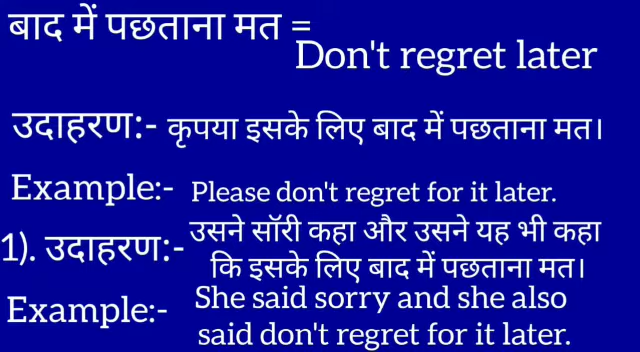 बाद में पछताना मत =
Don't regret later
उदाहरण:- कृपया इसके लिए बाद में पछताना मत।
Example:- Please don't regret for it later.
1). उदाहरण:- उसने सॉरी कहा और उसने यह भी कहा
कि इसके लिए बाद में पछताना मत।
Example:- She said sorry and she also
said don't regret for it later.